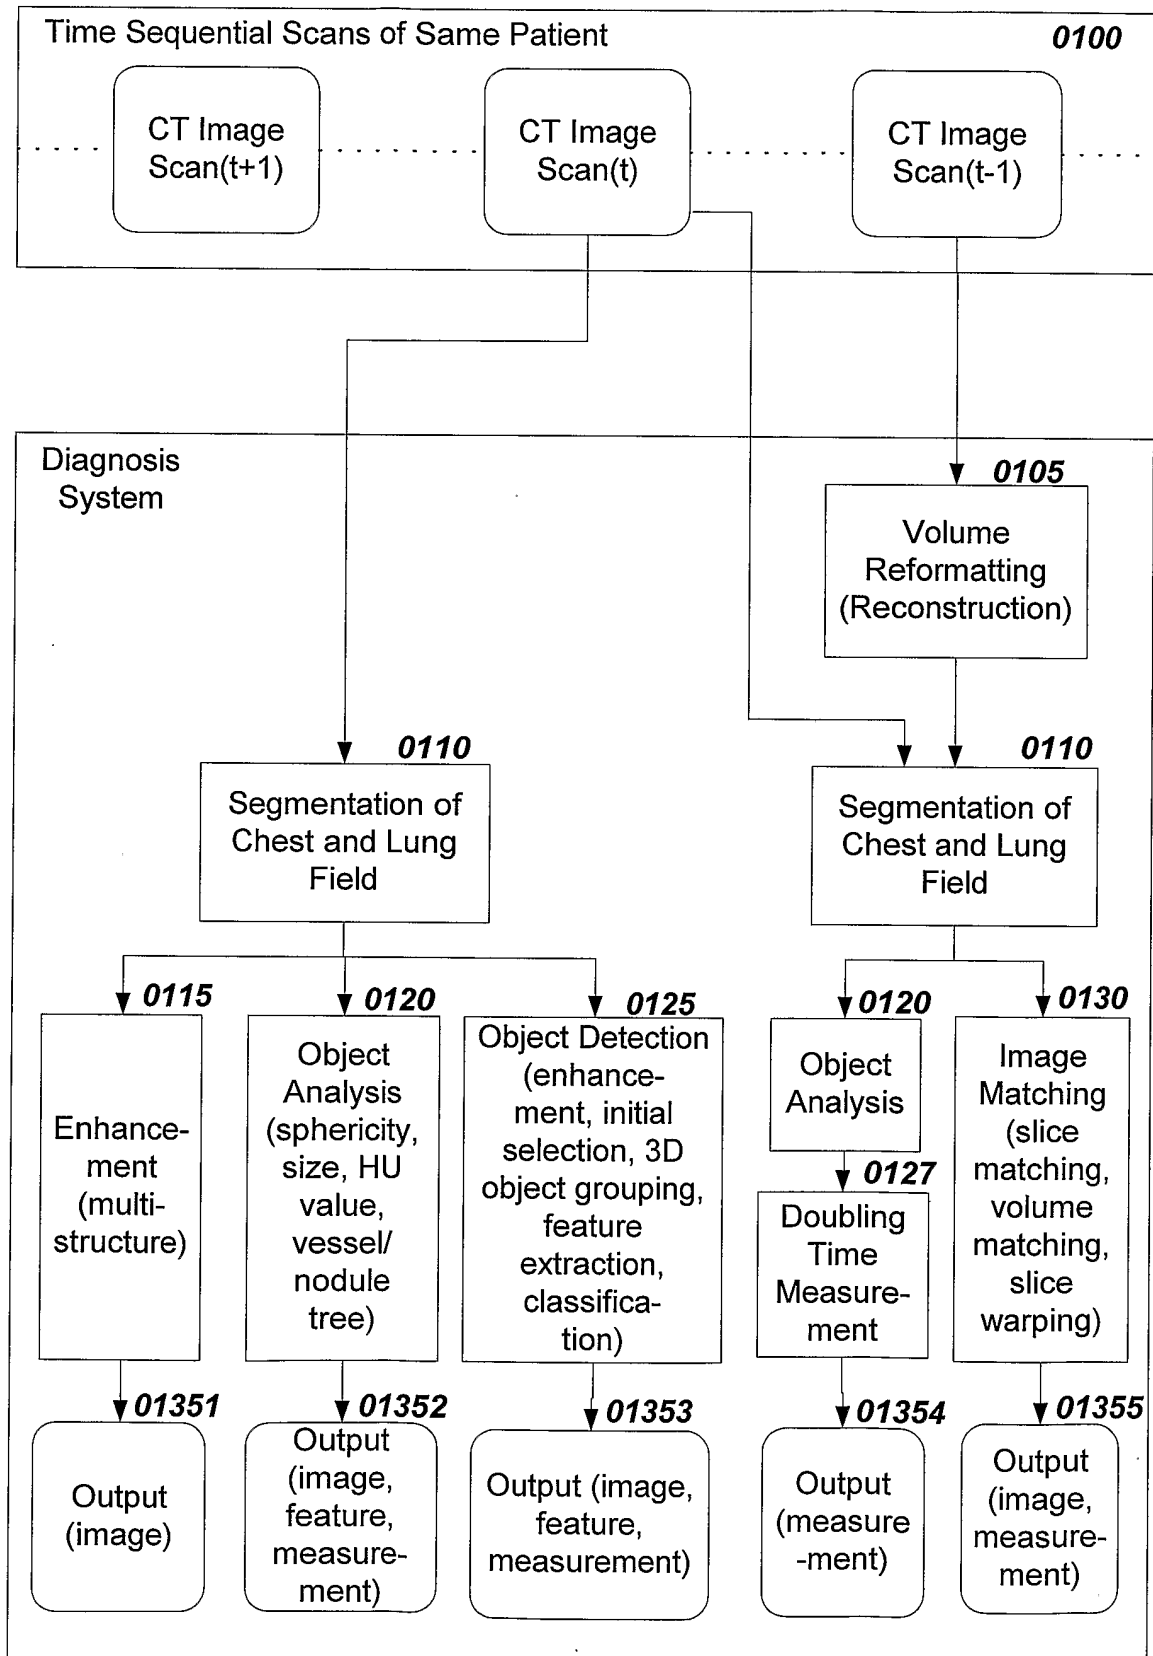 Time Sequential Scans of Same Patient
0100
CT Image
Scan(t+1)
CT Image
Scan(t)
CT Image
Scan(t-1)
Diagnosis
System
0105
Volume
Reformatting
(Reconstruction)
0110
Segmentation of
Chest and Lung
Field
0110
Segmentation of
Chest and Lung
Field
0115
Enhance-
ment
(multi-
structure)
0120
Object
Analysis
(sphericity,
size, HU
value,
vessel/
nodule
tree)
0125
Object Detection
(enhance-
ment, initial
selection, 3D
object grouping,
feature
extraction,
classifica-
tion)
0120
Object
Analysis
0127
Doubling
Time
Measure-
ment
0130
Image
Matching
(slice
matching,
volume
matching,
slice
warping)
01351
Output
(image)
01352
Output
(image,
feature,
measure-
ment)
01353
Output (image,
feature,
measurement)
01354
Output
(measure
-ment)
01355
Output
(image,
measure-
ment)